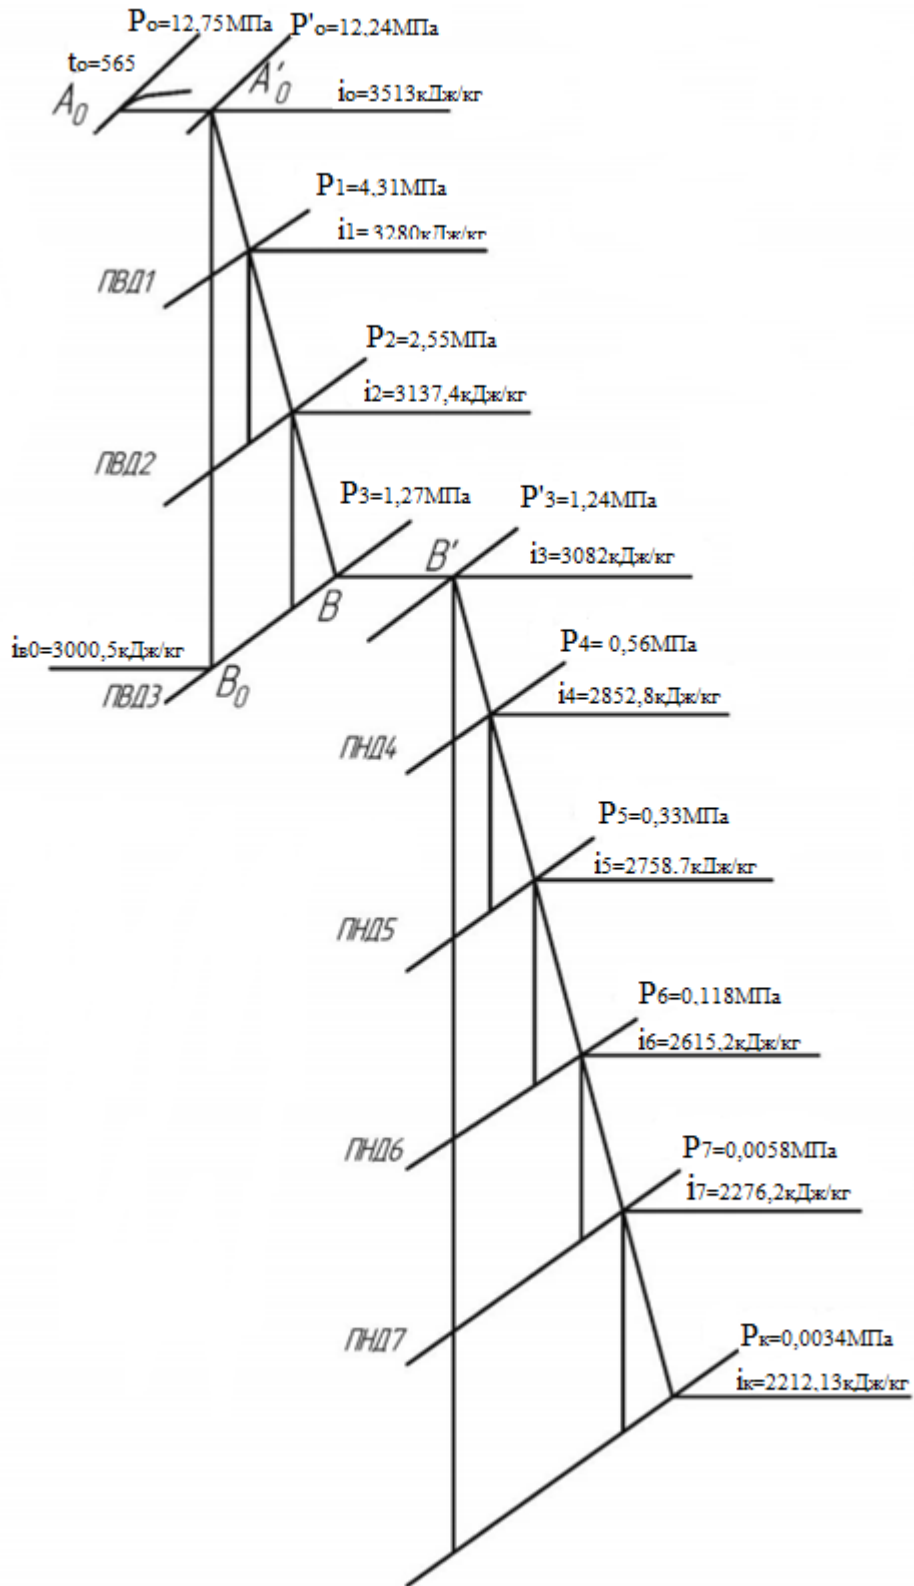 Pо=12,75МПа
P'о=12,24МПа
tо=565
A0
A'0
iо=3513кДж/кг
P1=4,31МПа
i1= 3280кДж/кг
ПВД1
P2=2,55МПа
i2=3137,4кДж/кг
ПВД2
P3=1,27МПа
P'3=1,24МПа
B'
i3=3082кДж/кг
B
iв0=3000,5кДж/кг
B0
ПВД3
P4= 0,56МПа
i4=2852,8кДж/кг
ПНД4
P5=0,33МПа
i5=2758.7кДж/кг
ПНД5
P6=0,118МПа
i6=2615,2кДж/кг
ПНД6
P7=0,0058МПа
i7=2276,2кДж/кг
ПНД7
Pк=0,0034МПа
iк=2212,13кДж/кг